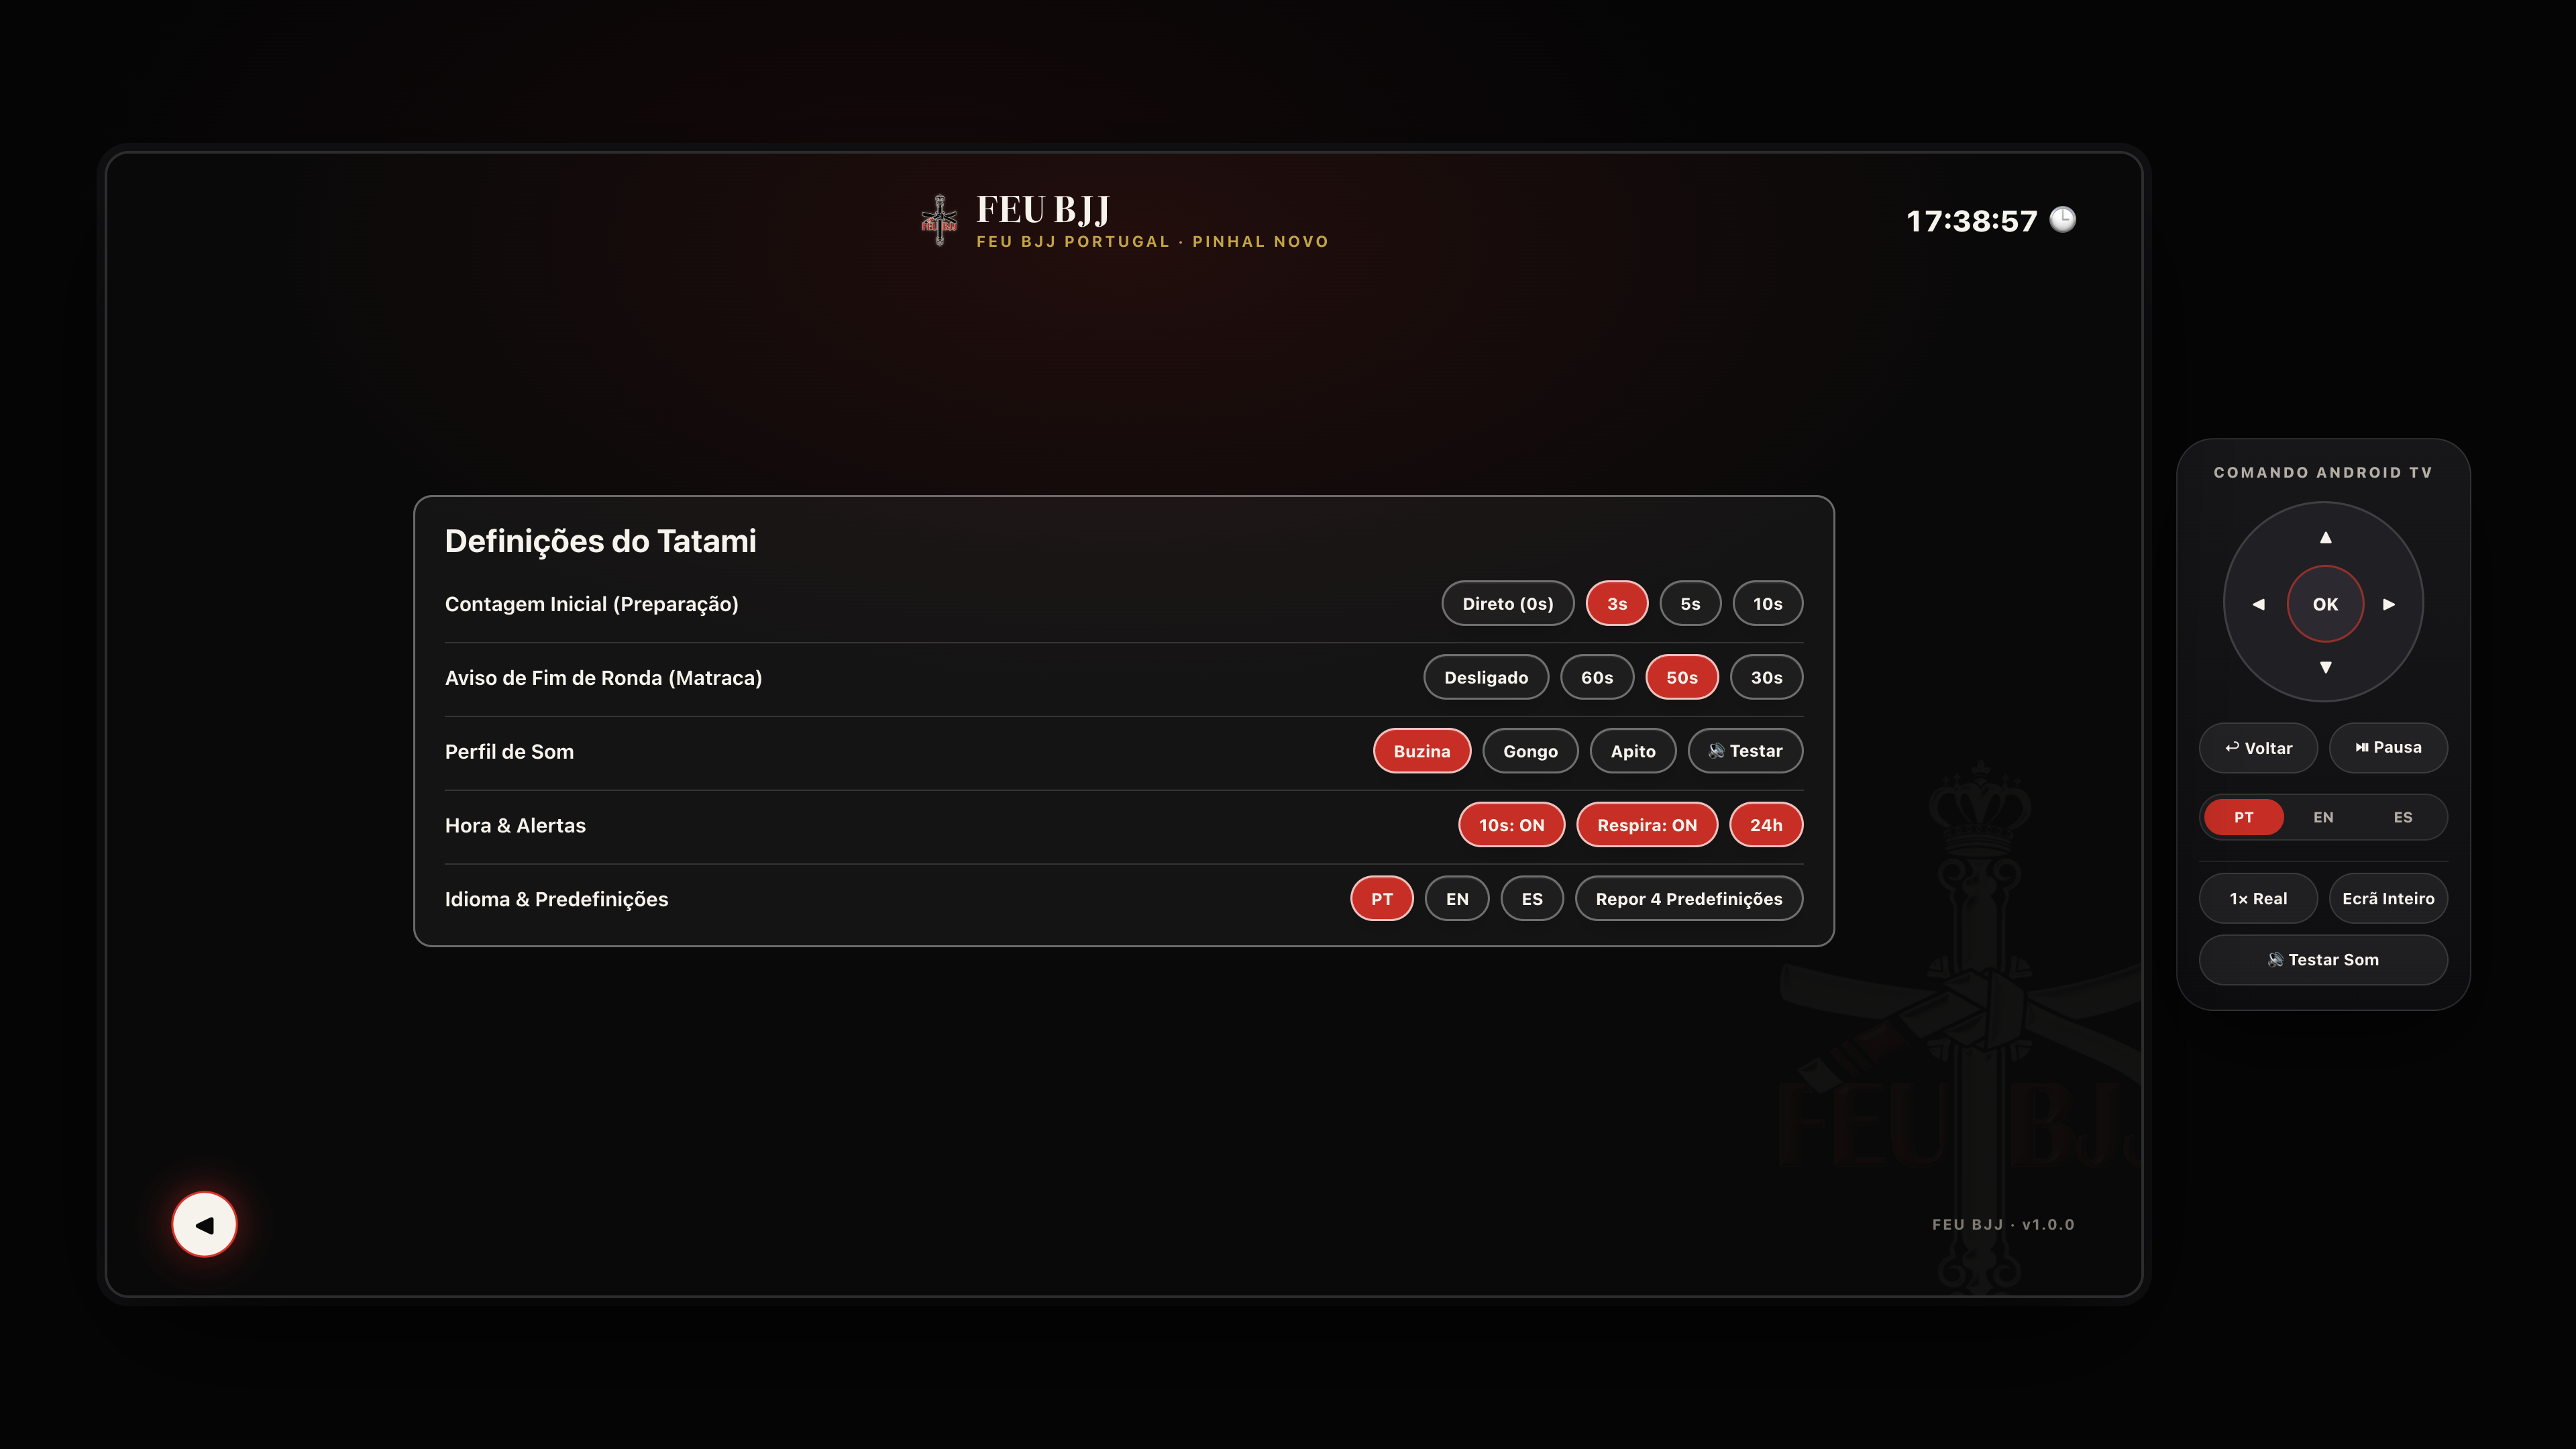 FEU BJJ
FEU BJJ PORTUGAL · PINHAL NOVO
17:38:57
Definições do Tatami
Contagem Inicial (Preparação) Direto (0s) 3s 5s 10s
Aviso de Fim de Ronda (Matraca) Desligado 60s 50s 30s
Perfil de Som Buzina Gongo Apito Testar
Hora & Alertas 10s: ON Respira: ON 24h
Idioma & Predefinições PT EN ES Repor 4 Predefinições
FEU BJJ
FEU BJJ · v1.0.0
COMANDO ANDROID TV
OK
Voltar Pausa
PT EN ES
1× Real Ecrã Inteiro
Testar Som